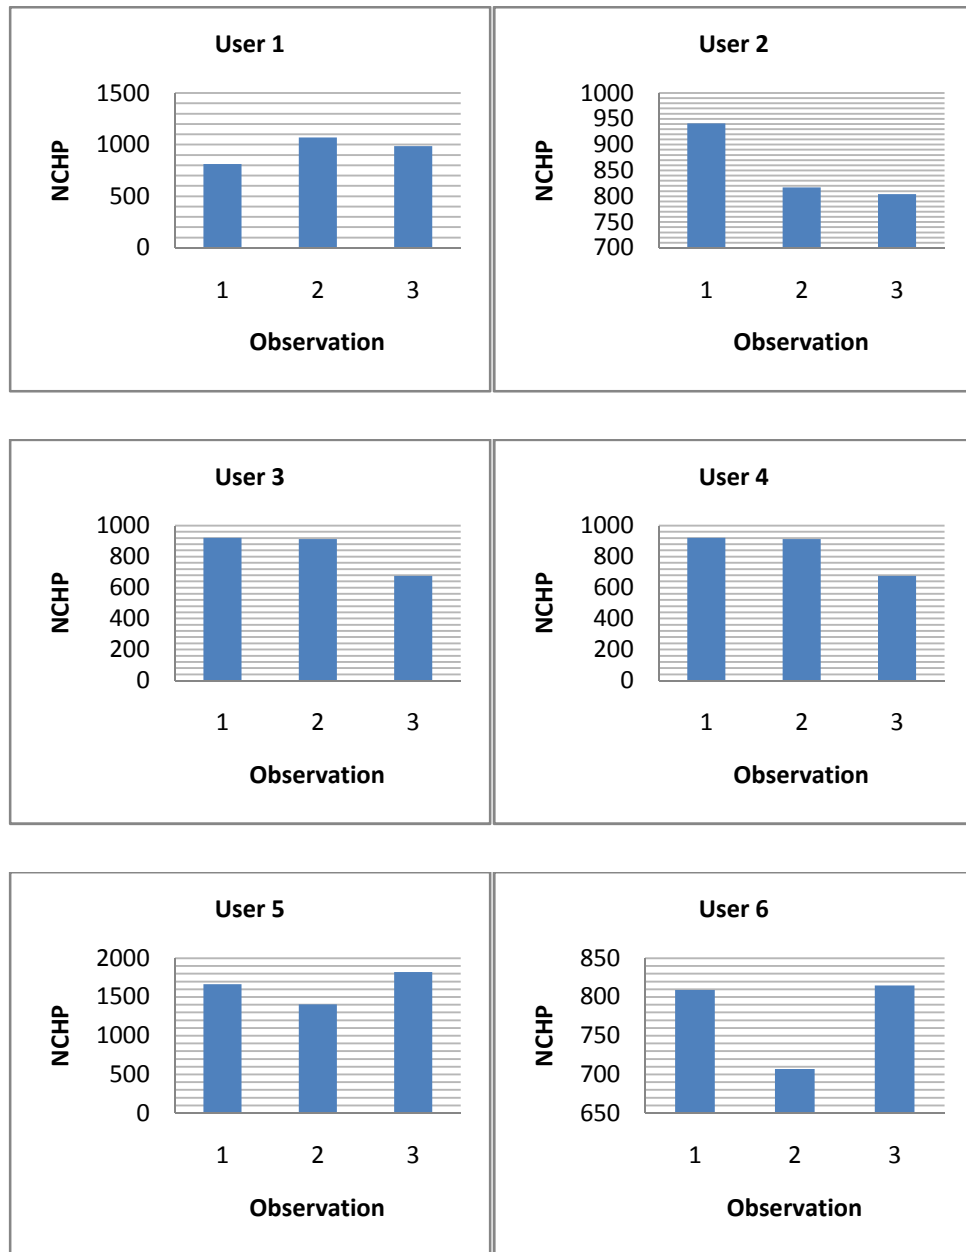 User 1
NCHP
1500
1000
500
0
1 2 3
Observation
User 2
NCHP
1000
950
900
850
800
750
700
1 2 3
Observation
User 3
NCHP
1000
800
600
400
200
0
1 2 3
Observation
User 4
NCHP
1000
800
600
400
200
0
1 2 3
Observation
User 5
NCHP
2000
1500
1000
500
0
1 2 3
Observation
User 6
NCHP
850
800
750
700
650
1 2 3
Observation